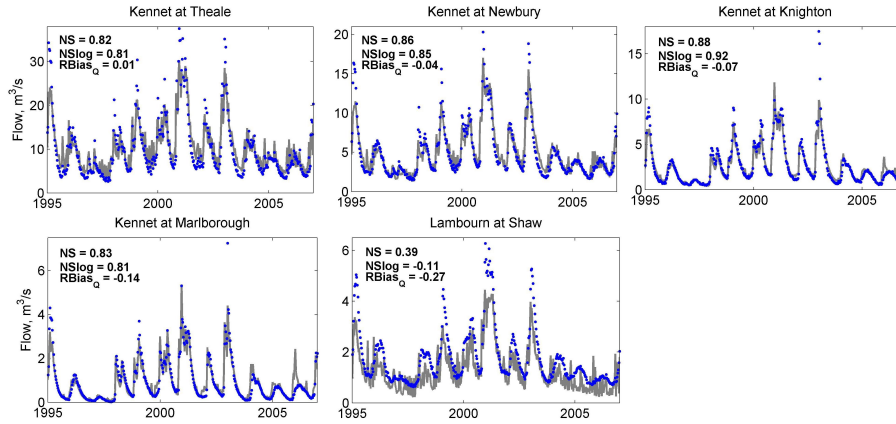 Kennet at Theale
NS = 0.82
NSlog = 0.81
RBias_Q = 0.01
Flow, m³/s
30
20
10
0
1995
2000
2005
Kennet at Newbury
NS = 0.86
NSlog = 0.85
RBias_Q = -0.04
20
15
10
5
0
1995
2000
2005
Kennet at Knighton
NS = 0.88
NSlog = 0.92
RBias_Q = -0.07
15
10
5
0
1995
2000
2005
Kennet at Marlborough
NS = 0.83
NSlog = 0.81
RBias_Q = -0.14
Flow, m³/s
6
4
2
0
1995
2000
2005
Lambourn at Shaw
NS = 0.39
NSlog = -0.11
RBias_Q = -0.27
6
4
2
0
1995
2000
2005